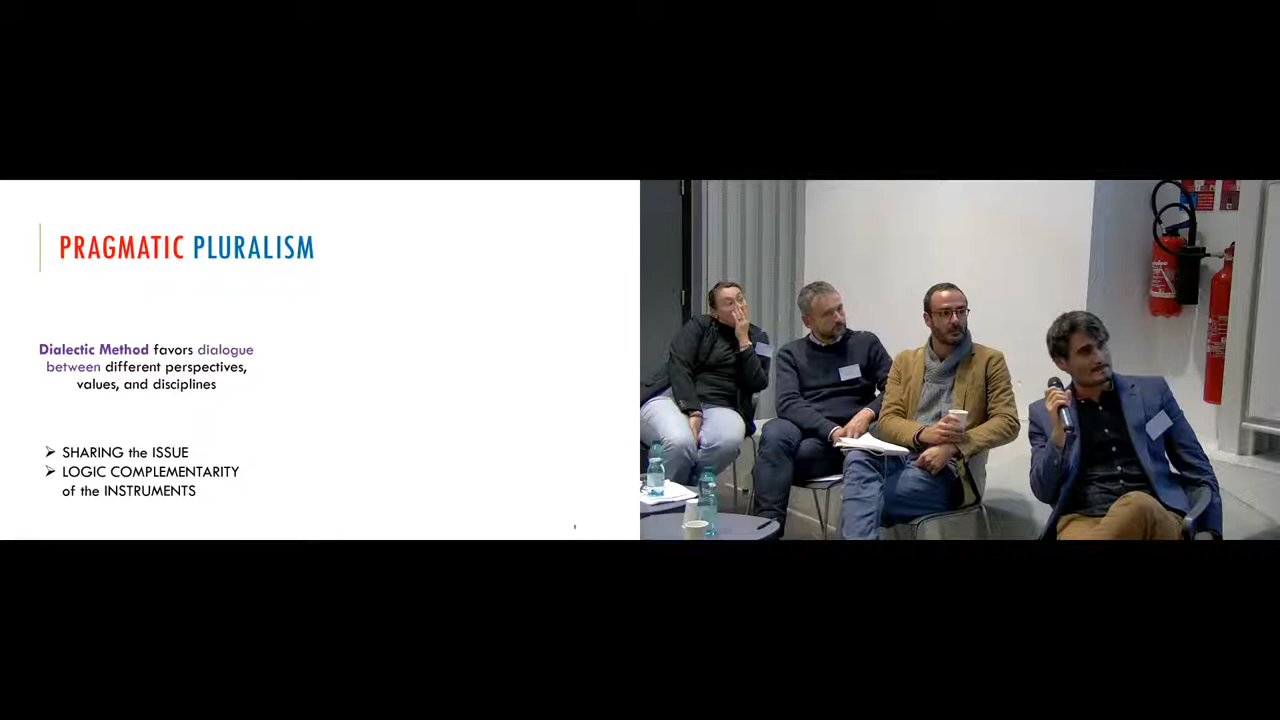 PRAGMATIC PLURALISM
Dialectic Method favors dialogue
between different perspectives,
values, and disciplines
➢ SHARING the ISSUE
➢ LOGIC COMPLEMENTARITY
of the INSTRUMENTS